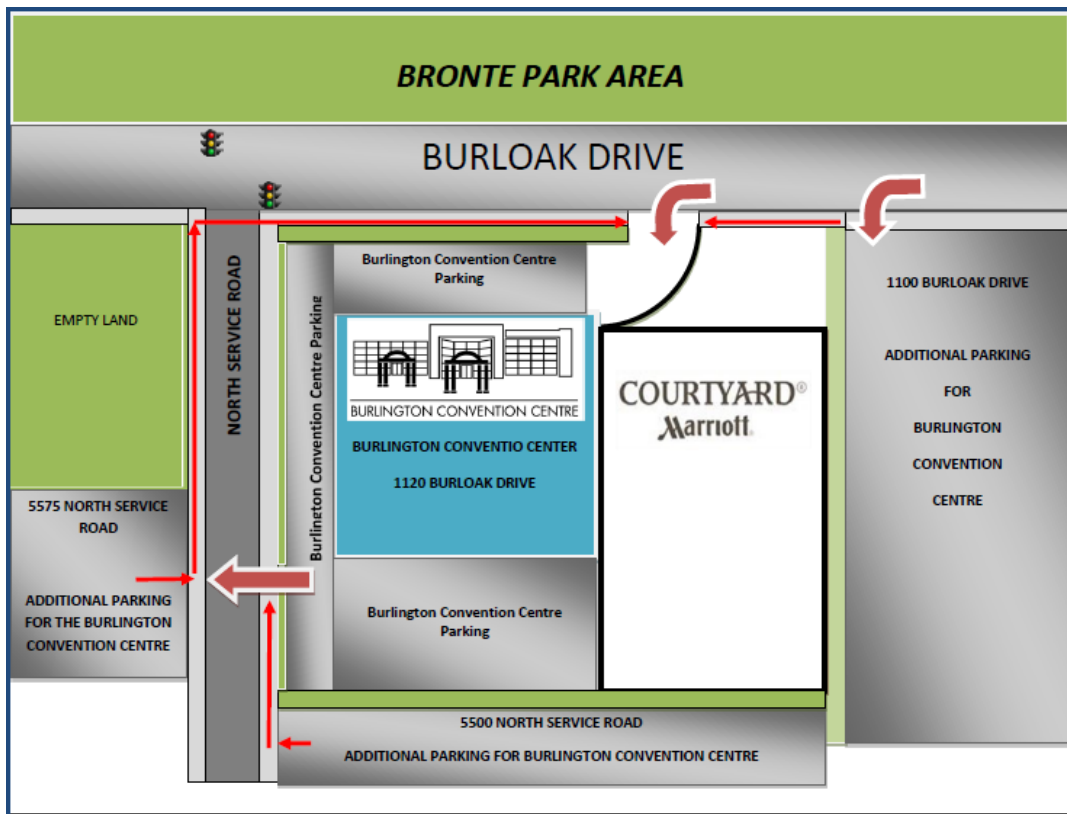 BRONTE PARK AREA
BURLOAK DRIVE
EMPTY LAND
5575 NORTH SERVICE
ROAD
ADDITIONAL PARKING
FOR THE BURLINGTON
CONVENTION CENTRE
NORTH SERVICE ROAD
Burlington Convention Centre Parking
Burlington Convention Centre
Parking
BURLINGTON CONVENTION CENTRE
BURLINGTON CONVENTIO CENTER
1120 BURLOAK DRIVE
Burlington Convention Centre
Parking
COURTYARD®
Marriott.
1100 BURLOAK DRIVE
ADDITIONAL PARKING
FOR
BURLINGTON
CONVENTION
CENTRE
5500 NORTH SERVICE ROAD
ADDITIONAL PARKING FOR BURLINGTON CONVENTION CENTRE